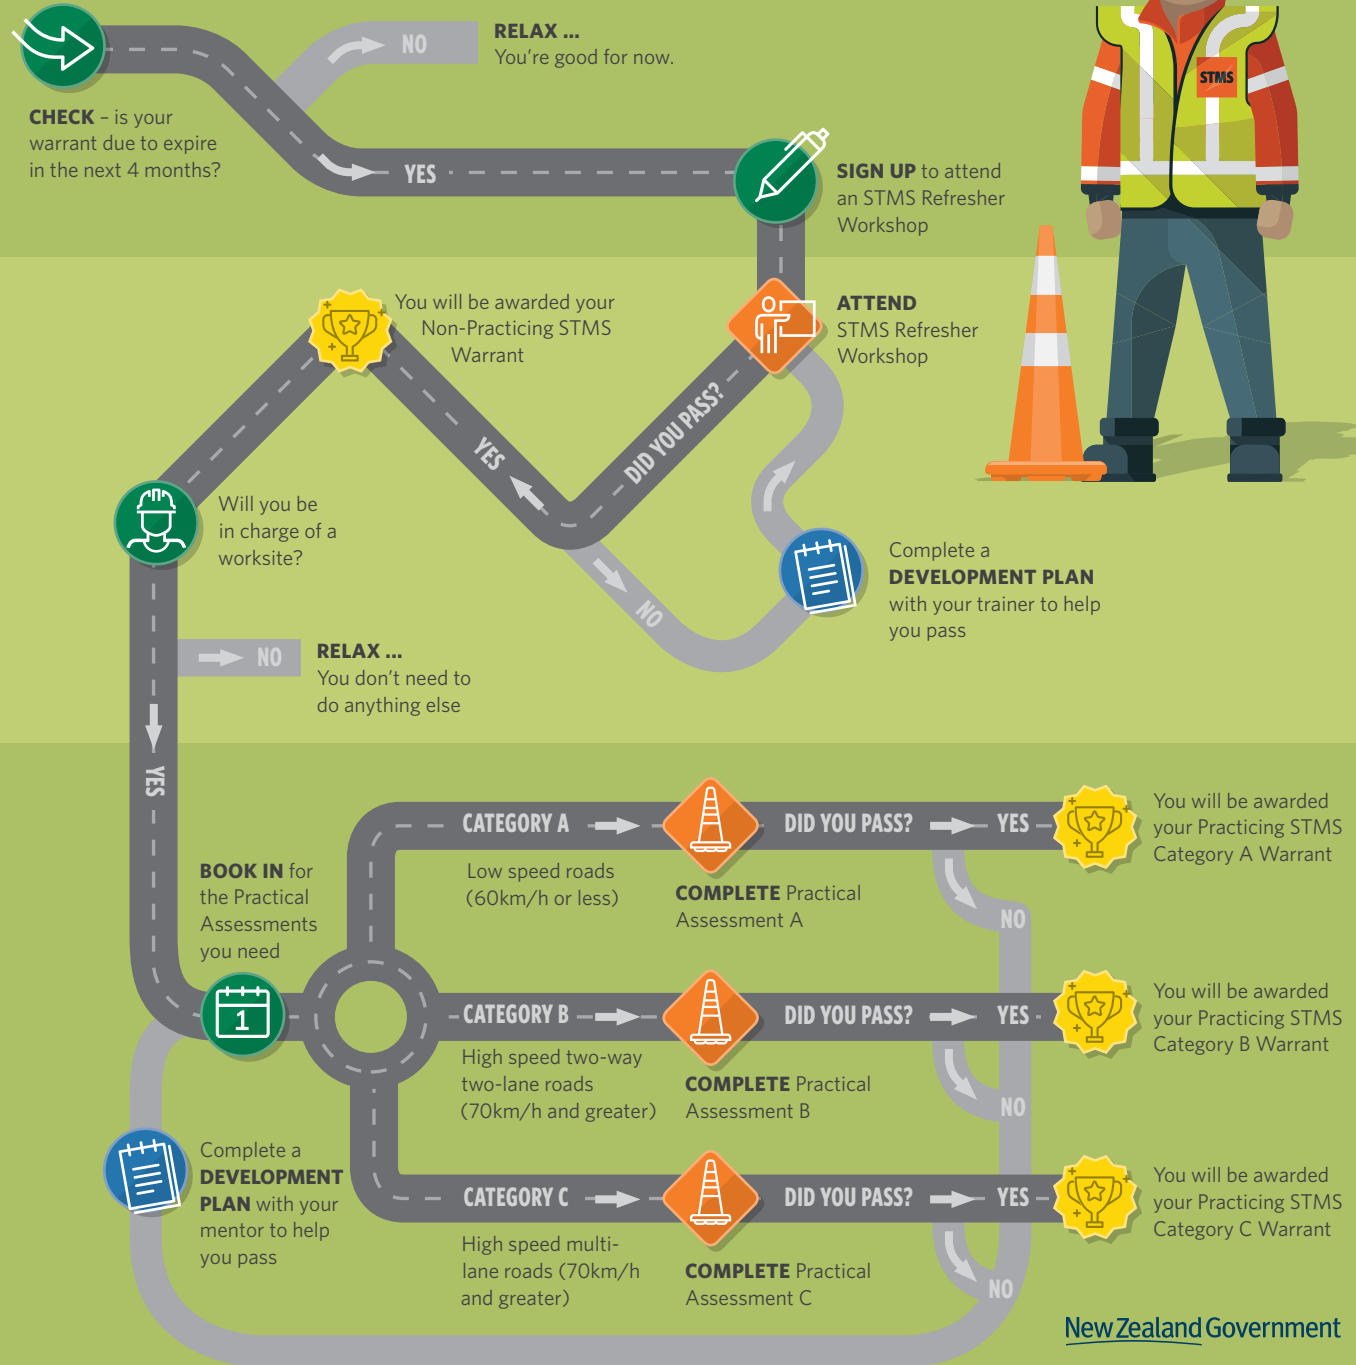 NO
RELAX ...
You're good for now.
CHECK – is your
warrant due to expire
in the next 4 months?
YES
SIGN UP to attend
an STMS Refresher
Workshop
STMS
You will be awarded your
Non-Practicing STMS
Warrant
ATTEND
STMS Refresher
Workshop
DID YOU PASS?
YES
NO
Will you be
in charge of a
worksite?
Complete a
DEVELOPMENT PLAN
with your trainer to help
you pass
NO
RELAX ...
You don't need to
do anything else
YES
BOOK IN for
the Practical
Assessments
you need
1
CATEGORY A
Low speed roads
(60km/h or less)
COMPLETE Practical
Assessment A
DID YOU PASS?
YES
NO
You will be awarded
your Practicing STMS
Category A Warrant
CATEGORY B
High speed two-way
two-lane roads
(70km/h and greater)
COMPLETE Practical
Assessment B
DID YOU PASS?
YES
NO
You will be awarded
your Practicing STMS
Category B Warrant
Complete a
DEVELOPMENT
PLAN with your
mentor to help
you pass
CATEGORY C
High speed multi-
lane roads (70km/h
and greater)
COMPLETE Practical
Assessment C
DID YOU PASS?
YES
NO
You will be awarded
your Practicing STMS
Category C Warrant
New Zealand Government